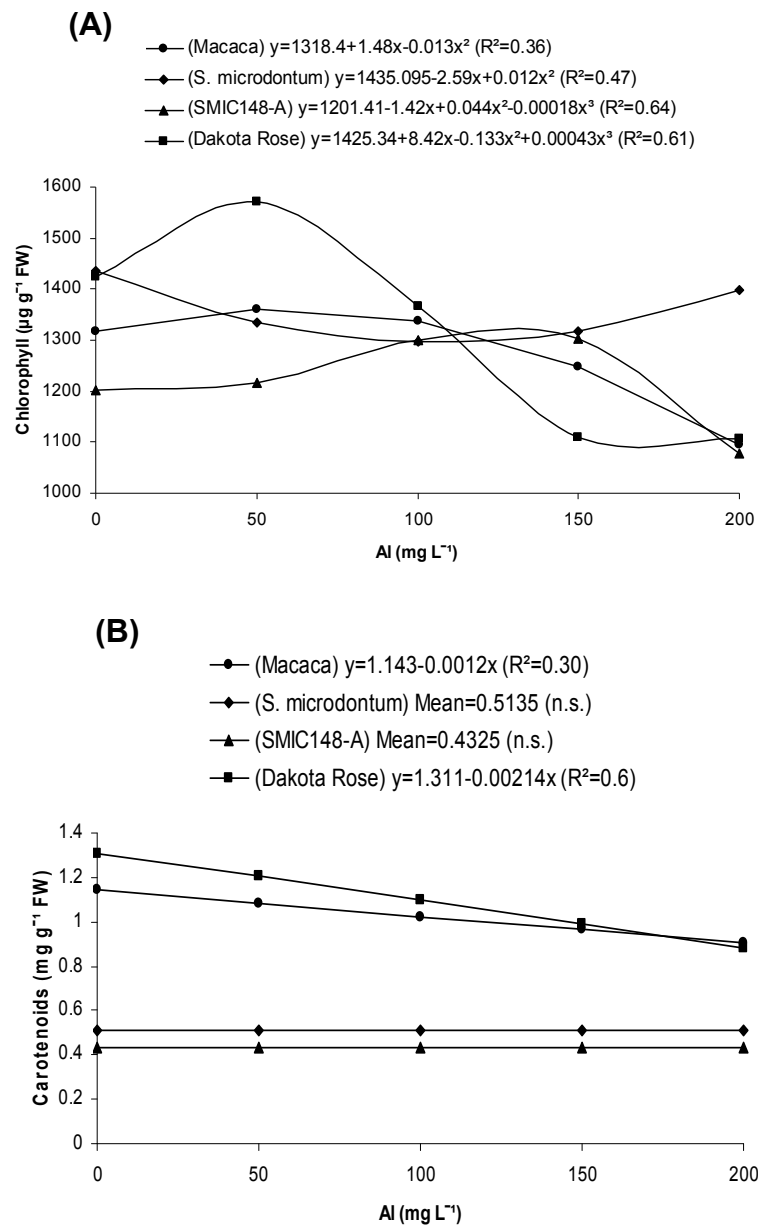 (A)
(Macaca) y=1318.4+1.48x-0.013x² (R²=0.36)
(S. microdontum) y=1435.095-2.59x+0.012x² (R²=0.47)
(SMIC148-A) y=1201.41-1.42x+0.044x²-0.00018x³ (R²=0.64)
(Dakota Rose) y=1425.34+8.42x-0.133x²+0.00043x³ (R²=0.61)
Chlorophyll (µg g⁻¹ FW)
1600
1500
1400
1300
1200
1100
1000
0 50 100 150 200
Al (mg L⁻¹)
(B)
(Macaca) y=1.143-0.0012x (R²=0.30)
(S. microdontum) Mean=0.5135 (n.s.)
(SMIC148-A) Mean=0.4325 (n.s.)
(Dakota Rose) y=1.311-0.00214x (R²=0.6)
Carotenoids (mg g⁻¹ FW)
1.4
1.2
1
0.8
0.6
0.4
0.2
0
0 50 100 150 200
Al (mg L⁻¹)